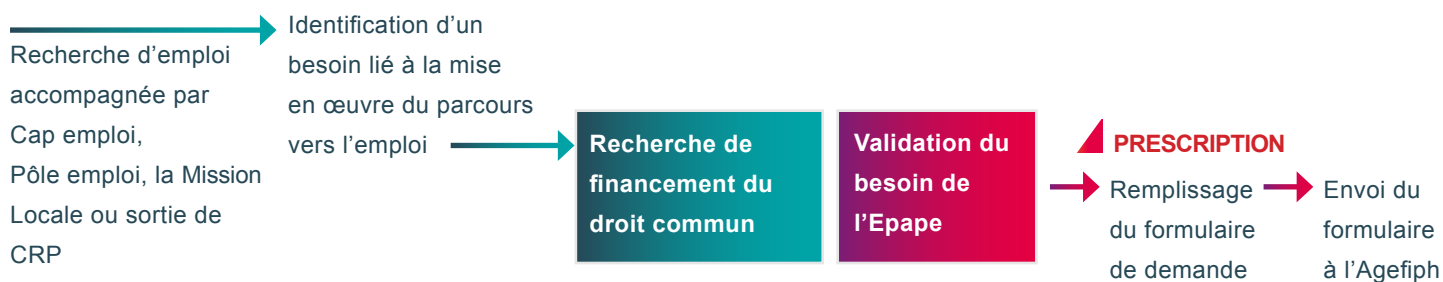 Recherche d’emploi
accompagnée par
Cap emploi,
Pôle emploi, la Mission
Locale ou sortie de
CRP
Identification d’un
besoin lié à la mise
en œuvre du parcours
vers l’emploi
Recherche de
financement du
droit commun
Validation du
besoin de
l’Epape
PRESCRIPTION
Remplissage
du formulaire
de demande
Envoi du
formulaire
à l’Agefiph